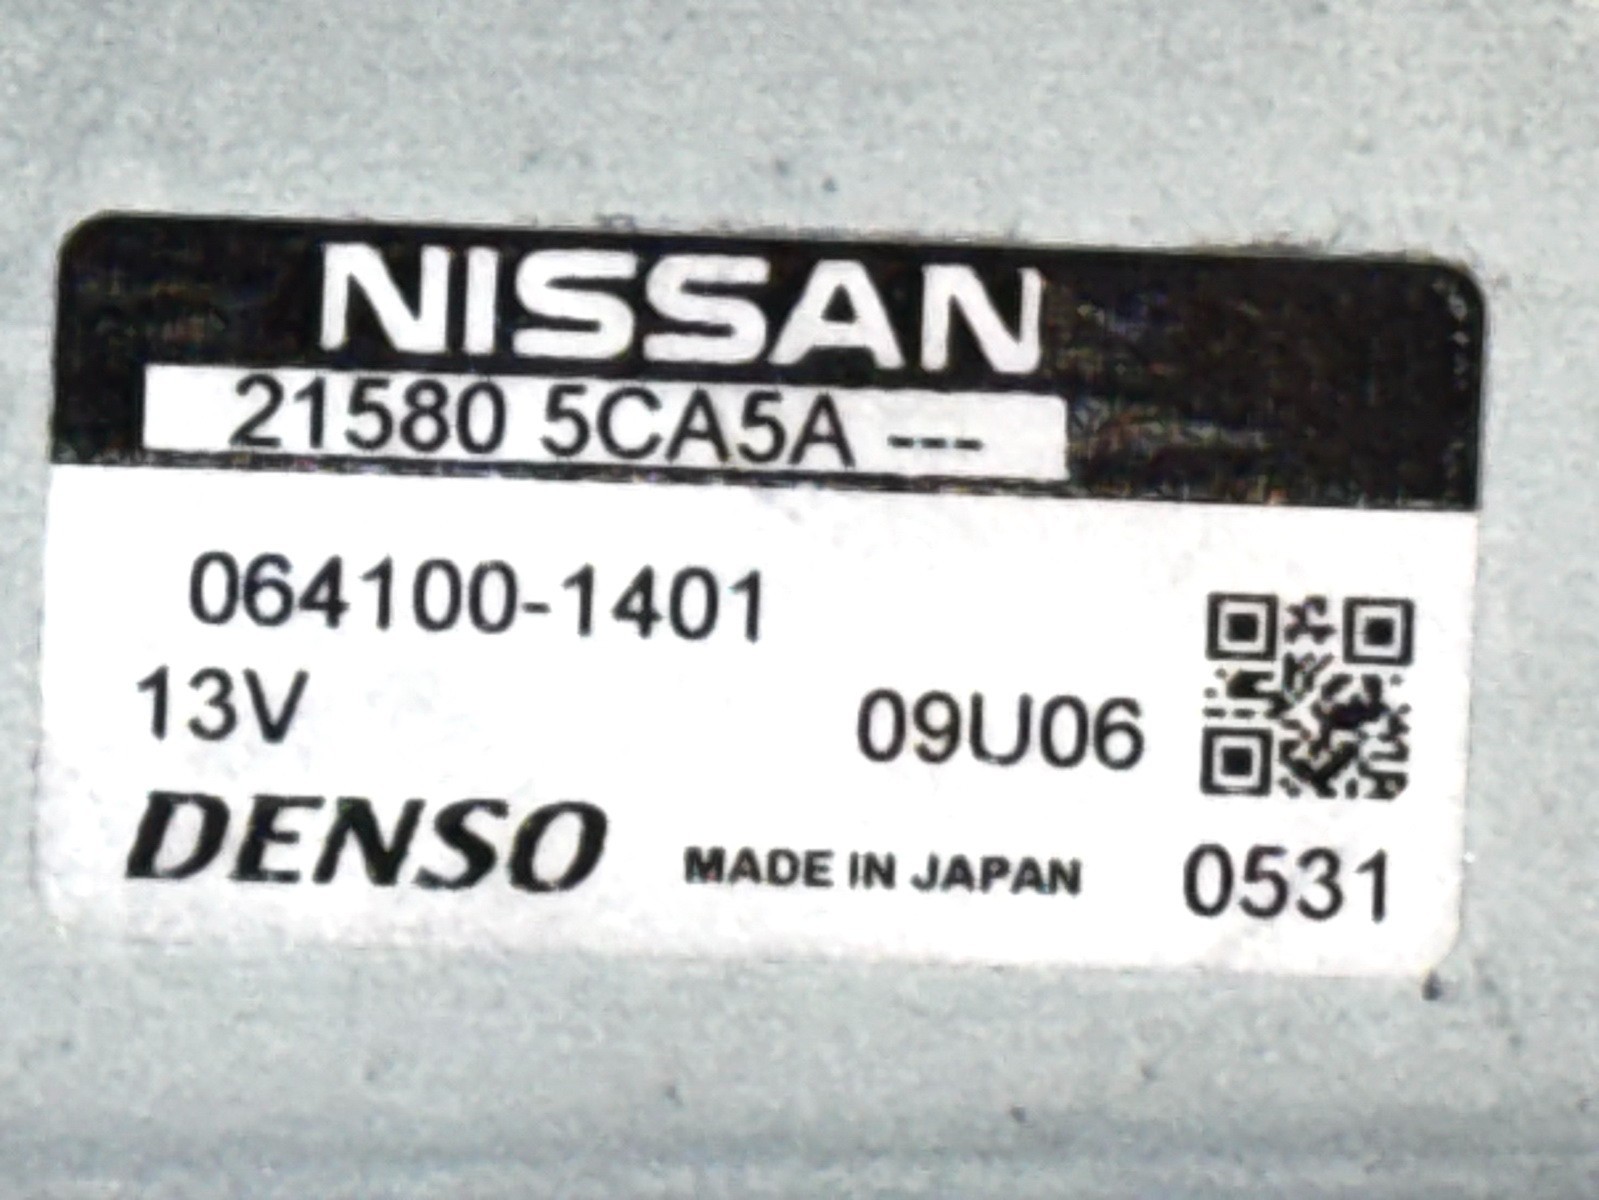 NISSAN
21580 5CA5A ---
064100-1401
13V 09U06
DENSO MADE IN JAPAN 0531